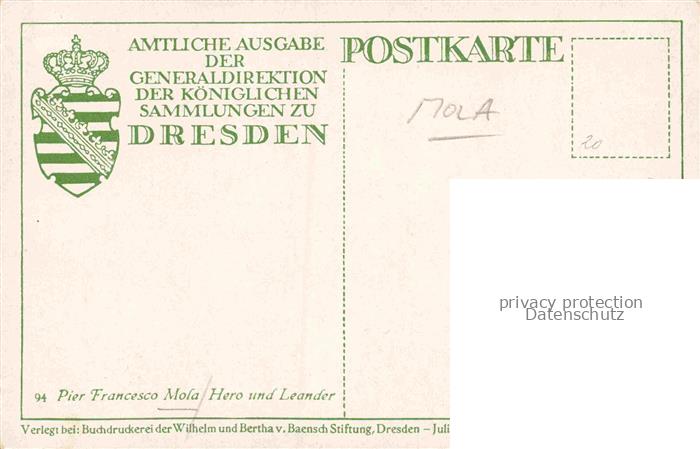 AMTLICHE AUSGABE
DER
GENERALDIREKTION
DER KÖNIGLICHEN
SAMMLUNGEN ZU
DRESDEN
POSTKARTE
MOLA
20
privacy protection
Datenschutz
94 Pier Francesco Mola / Hero und Leander
Verlegt bei: Buchdruckerei der Wilhelm und Bertha v. Baensch Stiftung, Dresden – Juli